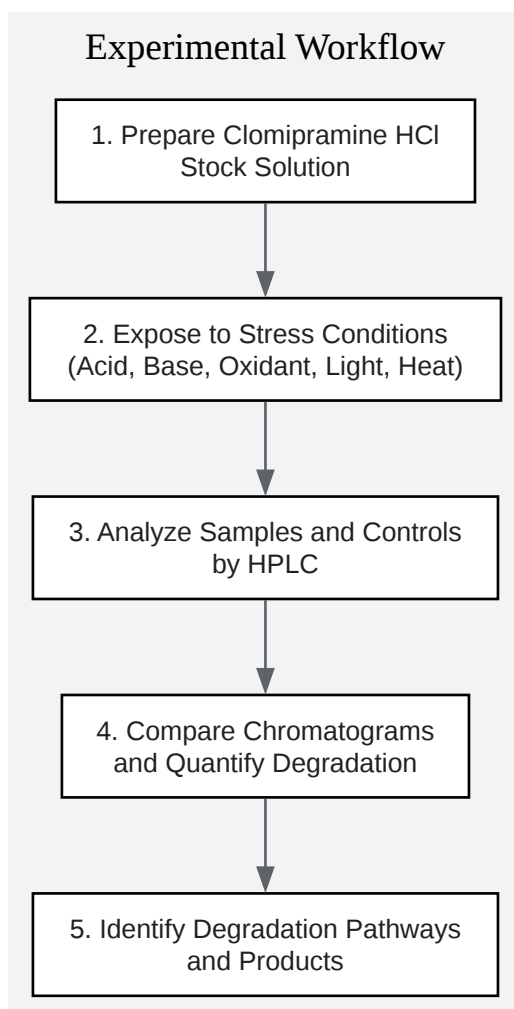 Experimental Workflow
1. Prepare Clomipramine HCl
Stock Solution
2. Expose to Stress Conditions
(Acid, Base, Oxidant, Light, Heat)
3. Analyze Samples and Controls
by HPLC
4. Compare Chromatograms
and Quantify Degradation
5. Identify Degradation Pathways
and Products